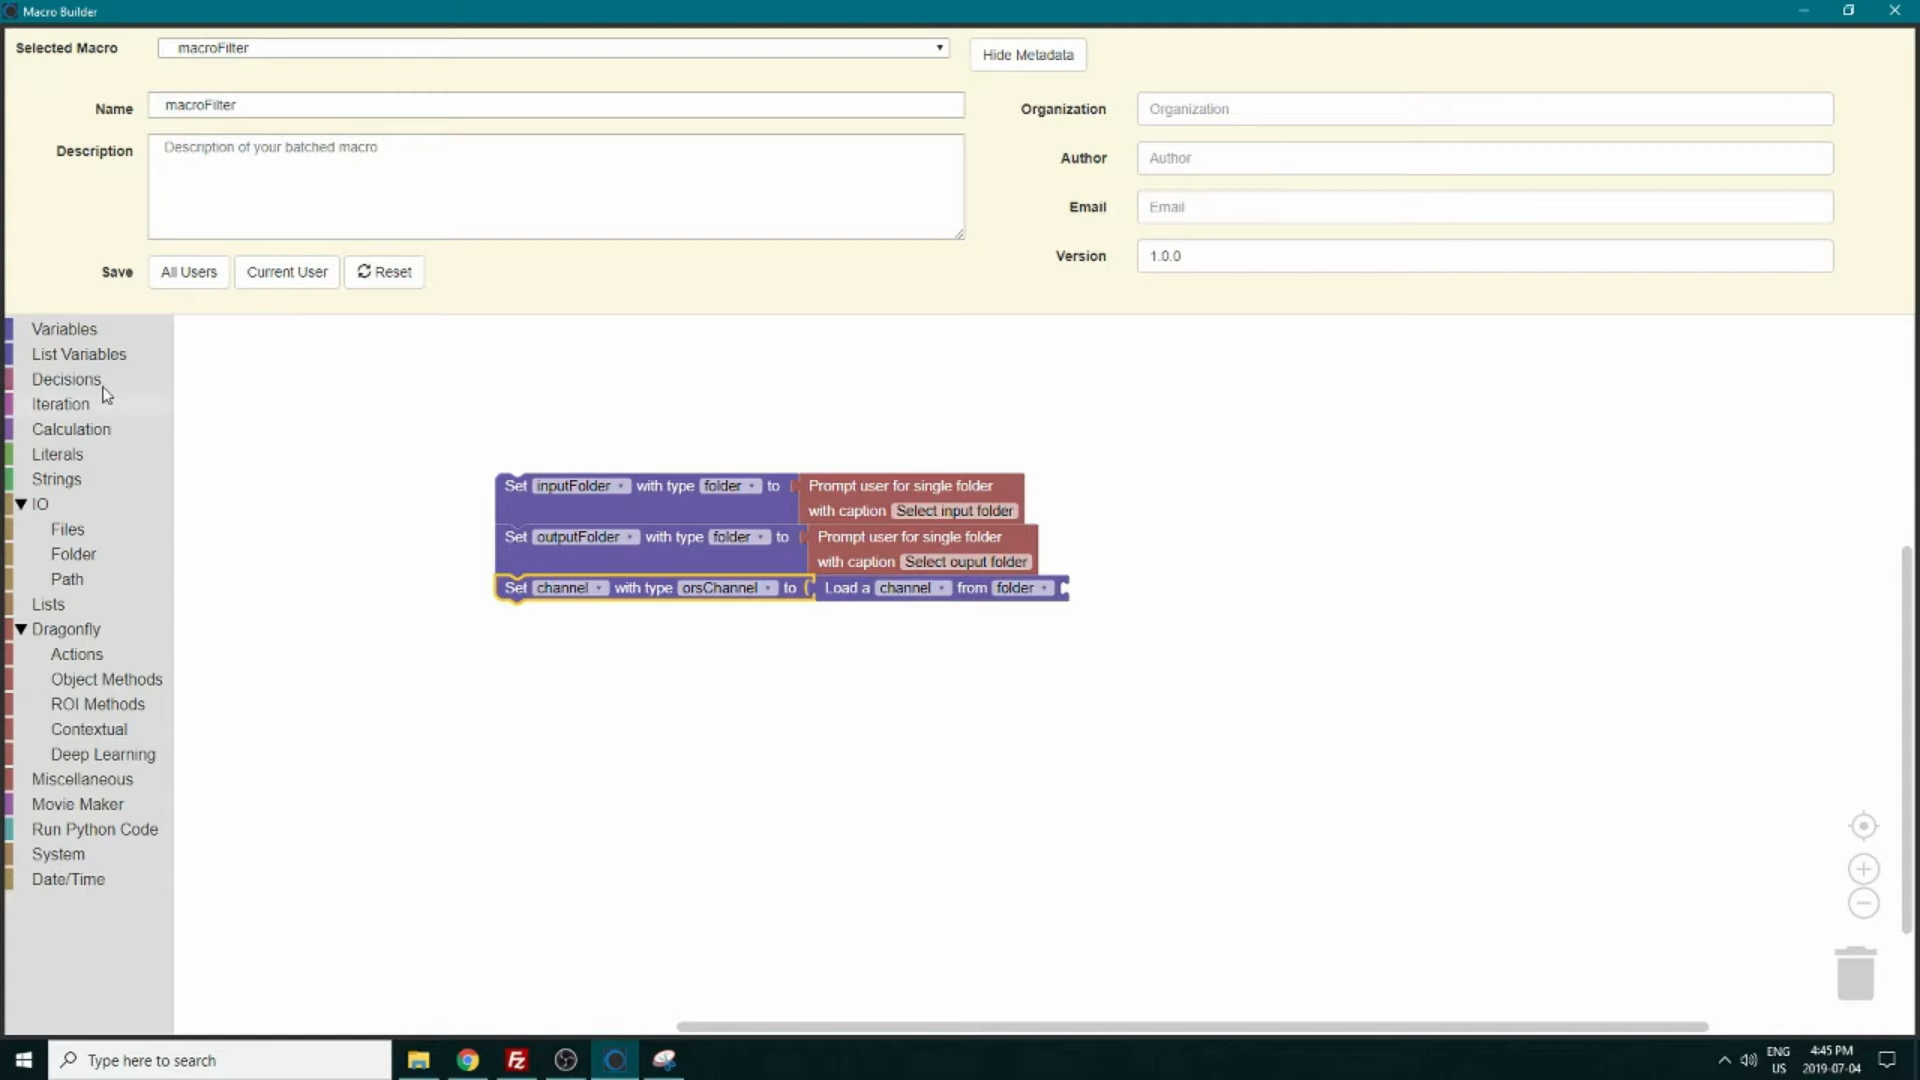 Macro Builder
Selected Macro macroFilter Hide Metadata
Name macroFilter
Organization Organization
Description Description of your batched macro
Author Author
Email Email
Version 1.0.0
Save All Users Current User Reset
Variables
List Variables
Decisions
Iteration
Calculation
Literals
Strings
IO
Files
Folder
Path
Lists
Dragonfly
Actions
Object Methods
ROI Methods
Contextual
Deep Learning
Miscellaneous
Movie Maker
Run Python Code
System
Date/Time
Set inputFolder with type folder to Prompt user for single folder
with caption Select input folder
Set outputFolder with type folder to Prompt user for single folder
with caption Select ouput folder
Set channel with type orsChannel to Load a channel from folder
Type here to search
ENG
US
4:45 PM
2019-07-04